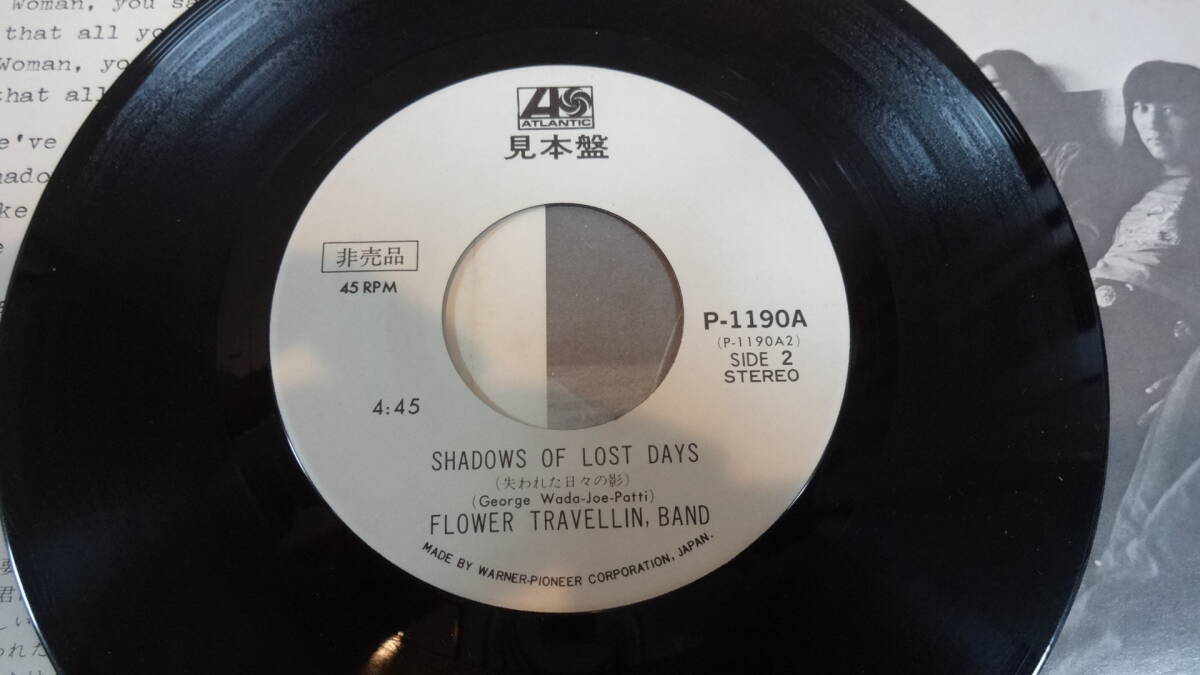 Woman, you
that all
Woman,
that all
ATLANTIC
見本盤
非売品
45 RPM
P-1190A
(P-1190A2)
SIDE 2
STEREO
4:45
SHADOWS OF LOST DAYS
(失われた日々の影)
(George Wada-Joe-Patti)
FLOWER TRAVELLIN, BAND
MADE BY WARNER-PIONEER CORPORATION, JAPAN.